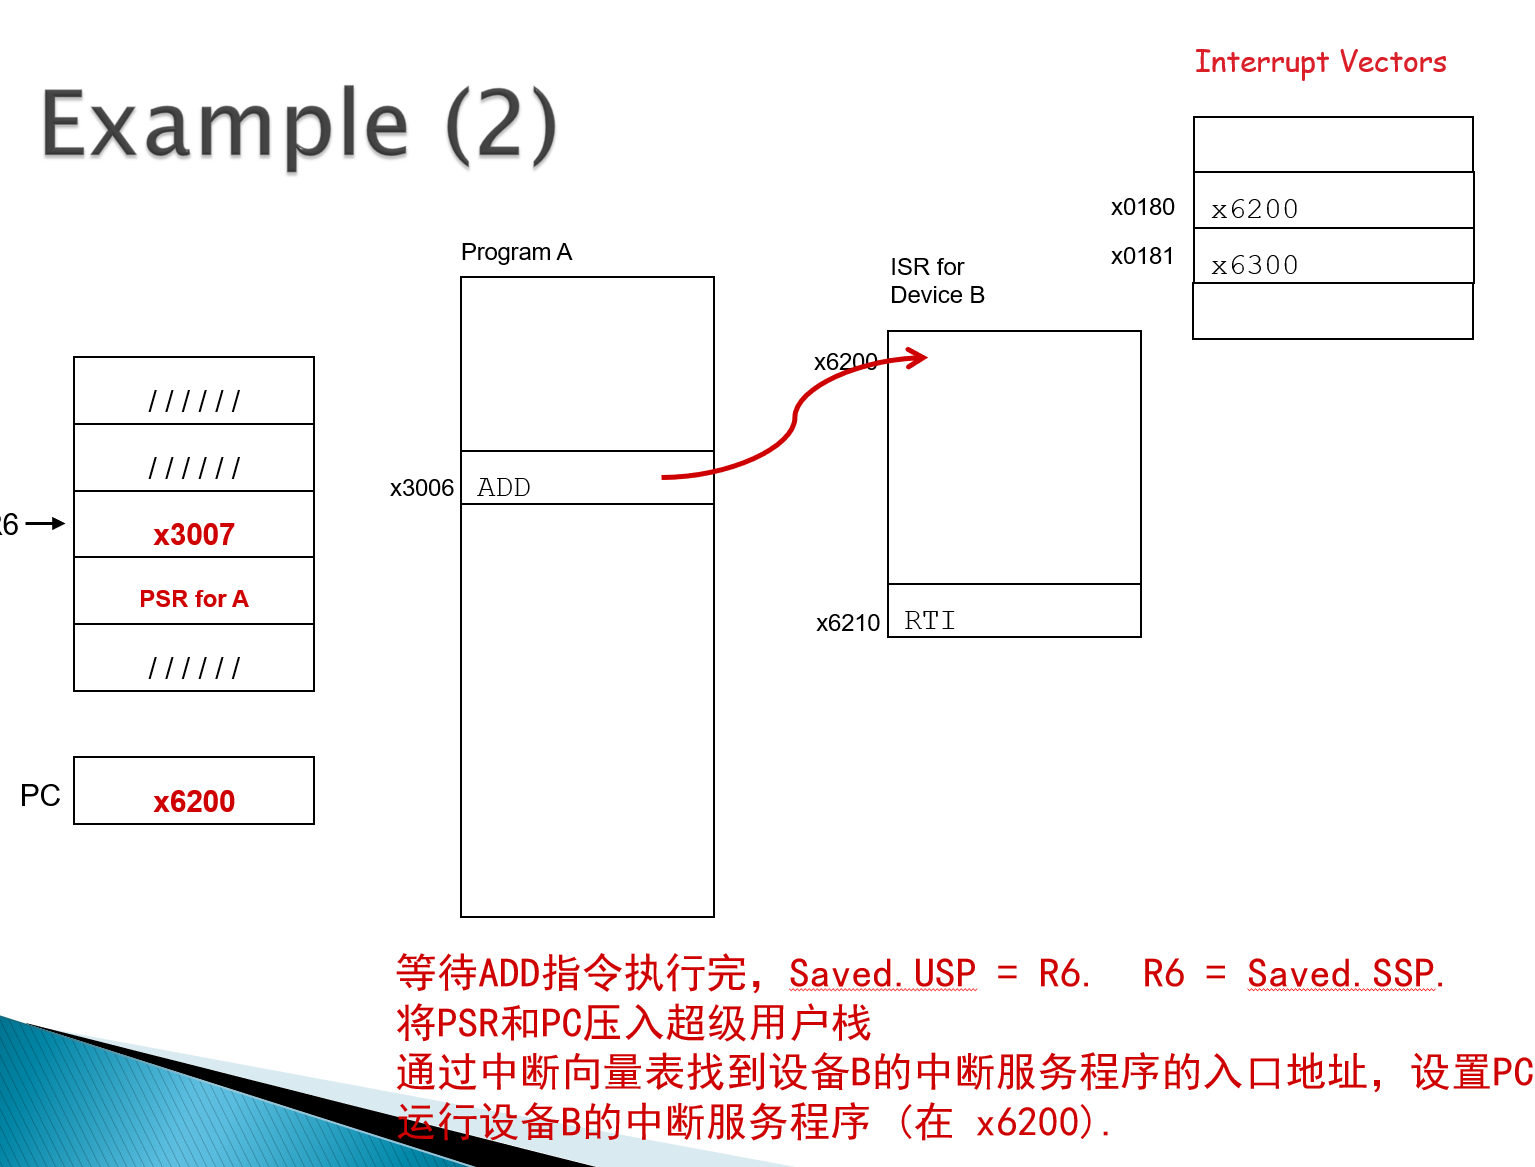 Interrupt Vectors
Example (2)
x0180 x6200
x0181 x6300
Program A
ISR for
Device B
x6200
//////
//////
R6
x3007
PSR for A
//////
x3006 ADD
x6210 RTI
PC x6200
等待ADD指令执行完，Saved.USP = R6. R6 = Saved.SSP.
将PSR和PC压入超级用户栈
通过中断向量表找到设备B的中断服务程序的入口地址，设置PC
运行设备B的中断服务程序 (在 x6200).